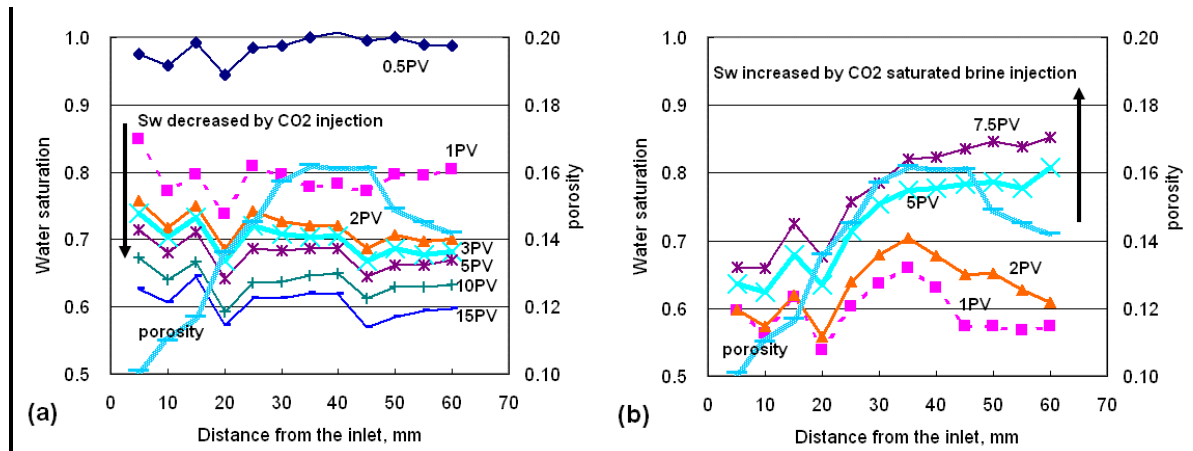 1.0
0.9
0.8
0.7
0.6
0.5
Water saturation
0.20
0.18
0.16
0.14
0.12
0.10
porosity
0.5PV
Sw decreased by CO2 injection
1PV
2PV
3PV
5PV
10PV
15PV
porosity
0 10 20 30 40 50 60 70
(a)
Distance from the inlet, mm
1.0
0.9
0.8
0.7
0.6
0.5
Water saturation
0.20
0.18
0.16
0.14
0.12
0.10
porosity
Sw increased by CO2 saturated brine injection
7.5PV
5PV
2PV
1PV
porosity
0 10 20 30 40 50 60 70
(b)
Distance from the inlet, mm